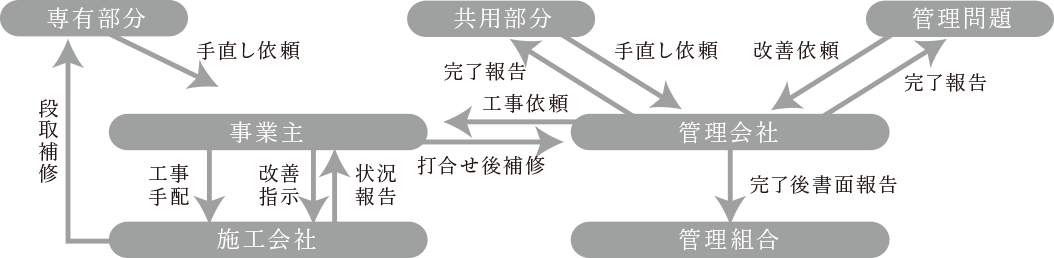 専有部分
共用部分
管理問題
手直し依頼
手直し依頼
改善依頼
完了報告
完了報告
工事依頼
段取補修
事業主
管理会社
打合せ後補修
工事
手配
改善
指示
状況
報告
完了後書面報告
施工会社
管理組合